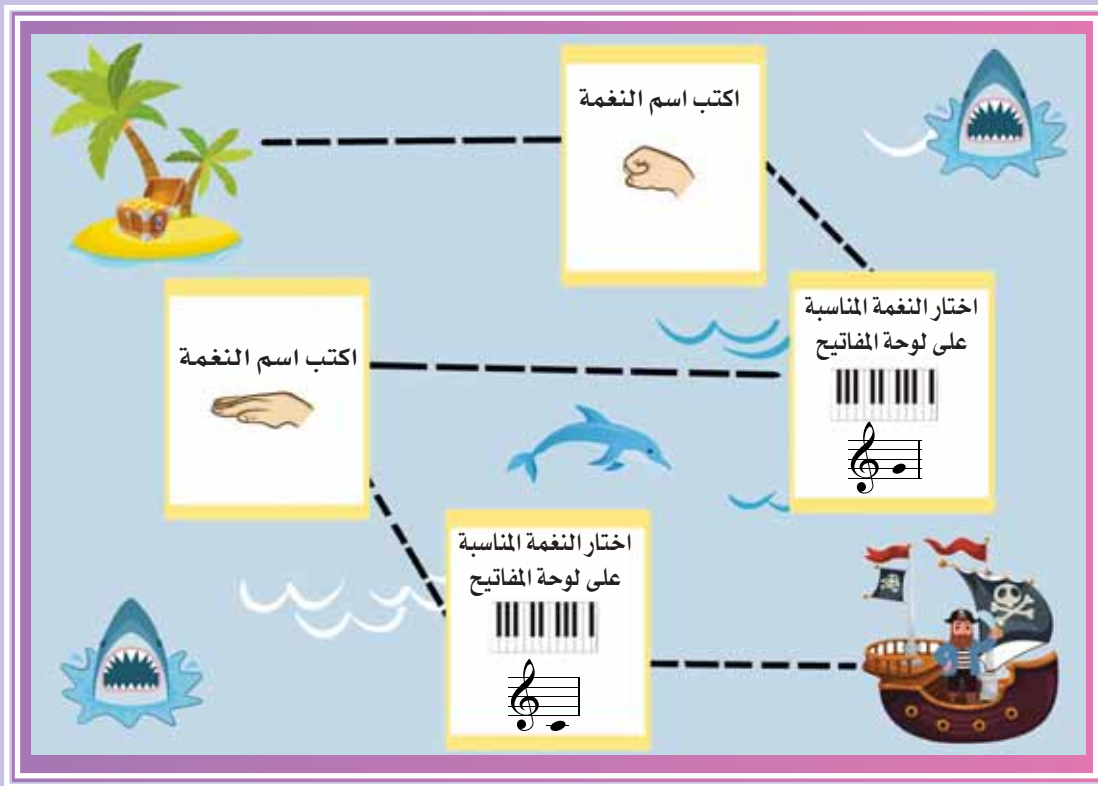 اكتب اسم النغمة
اختار النغمة المناسبة
على لوحة المفاتيح
اكتب اسم النغمة
اختار النغمة المناسبة
على لوحة المفاتيح